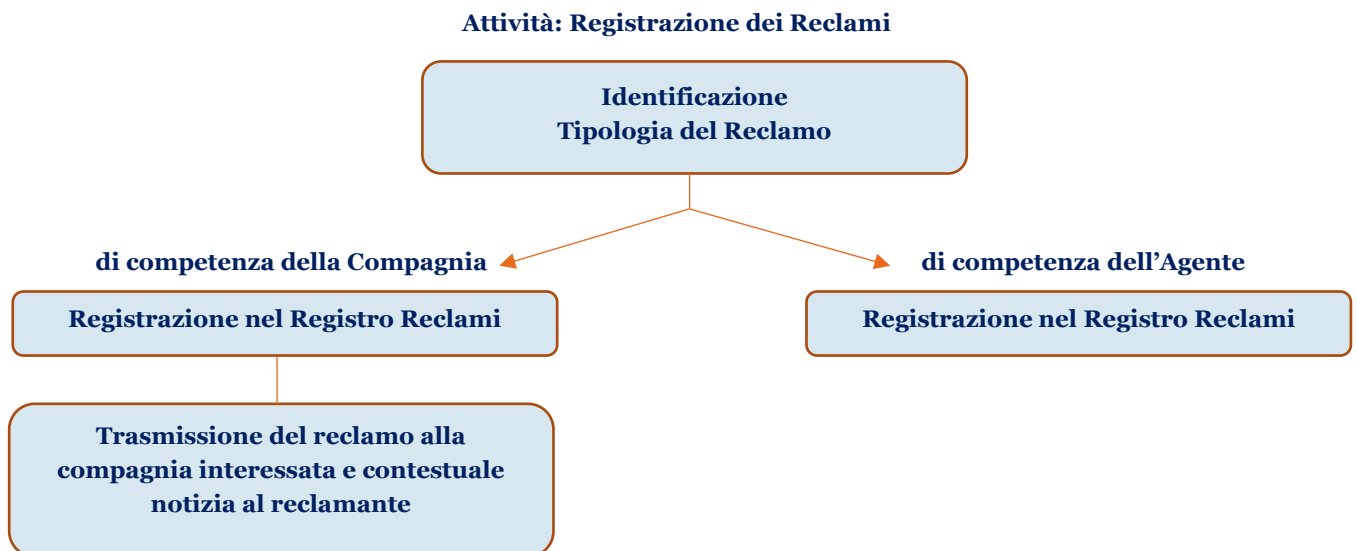 Attività: Registrazione dei Reclami
Identificazione
Tipologia del Reclamo
di competenza della Compagnia
di competenza dell’Agente
Registrazione nel Registro Reclami
Registrazione nel Registro Reclami
Trasmissione del reclamo alla
compagnia interessata e contestuale
notizia al reclamante